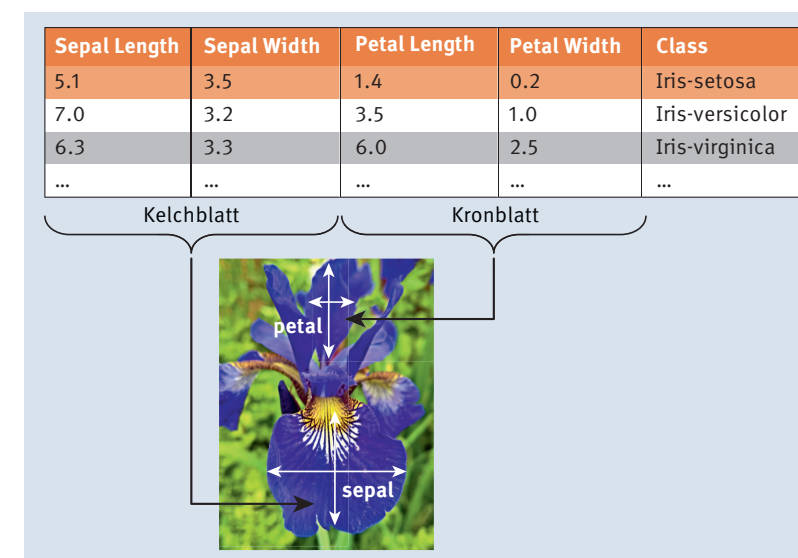 Sepal Length Sepal Width Petal Length Petal Width Class
5.1 3.5 1.4 0.2 Iris-setosa
7.0 3.2 3.5 1.0 Iris-versicolor
6.3 3.3 6.0 2.5 Iris-virginica
... ... ... ... ...
Kelchblatt Kronblatt
petal
sepal